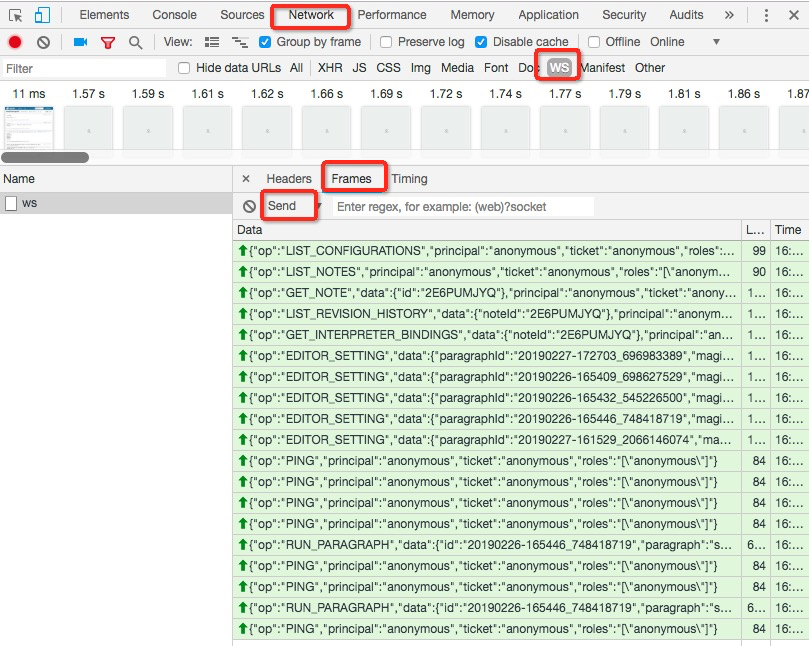 Elements Console Sources Network Performance Memory Application Security Audits »
View: Group by frame Preserve log Disable cache Offline Online
Filter Hide data URLs All XHR JS CSS Img Media Font Doc WS Manifest Other
11 ms 1.57 s 1.59 s 1.61 s 1.62 s 1.66 s 1.69 s 1.72 s 1.74 s 1.77 s 1.79 s 1.81 s 1.86 s 1.87
Name × Headers Frames Timing
ws Send Enter regex, for example: (web)?socket
Data L... Time
{"op":"LIST_CONFIGURATIONS","principal":"anonymous","ticket":"anonymous","roles":... 99 16:...
{"op":"LIST_NOTES","principal":"anonymous","ticket":"anonymous","roles":"[\"anonym... 90 16:...
{"op":"GET_NOTE","data":{"id":"2E6PUMJYQ"},"principal":"anonymous","ticket":"anony... 1... 16:...
{"op":"LIST_REVISION_HISTORY","data":{"noteId":"2E6PUMJYQ"},"principal":"anonym... 1... 16:...
{"op":"GET_INTERPRETER_BINDINGS","data":{"noteId":"2E6PUMJYQ"},"principal":"an... 1... 16:...
{"op":"EDITOR_SETTING","data":{"paragraphId":"20190227-172703_696983389","magi... 1... 16:...
{"op":"EDITOR_SETTING","data":{"paragraphId":"20190226-165409_698627529","magi... 1... 16:...
{"op":"EDITOR_SETTING","data":{"paragraphId":"20190226-165432_545226500","magi... 1... 16:...
{"op":"EDITOR_SETTING","data":{"paragraphId":"20190226-165446_748418719","magi... 1... 16:...
{"op":"EDITOR_SETTING","data":{"paragraphId":"20190227-161529_2066146074","ma... 1... 16:...
{"op":"PING","principal":"anonymous","ticket":"anonymous","roles":"[\"anonymous\"]"} 84 16:...
{"op":"PING","principal":"anonymous","ticket":"anonymous","roles":"[\"anonymous\"]"} 84 16:...
{"op":"PING","principal":"anonymous","ticket":"anonymous","roles":"[\"anonymous\"]"} 84 16:...
{"op":"PING","principal":"anonymous","ticket":"anonymous","roles":"[\"anonymous\"]"} 84 16:...
{"op":"RUN_PARAGRAPH","data":{"id":"20190226-165446_748418719","paragraph":"s... 6... 16:...
{"op":"PING","principal":"anonymous","ticket":"anonymous","roles":"[\"anonymous\"]"} 84 16:...
{"op":"PING","principal":"anonymous","ticket":"anonymous","roles":"[\"anonymous\"]"} 84 16:...
{"op":"RUN_PARAGRAPH","data":{"id":"20190226-165446_748418719","paragraph":"s... 6... 16:...
{"op":"PING","principal":"anonymous","ticket":"anonymous","roles":"[\"anonymous\"]"} 84 16:...